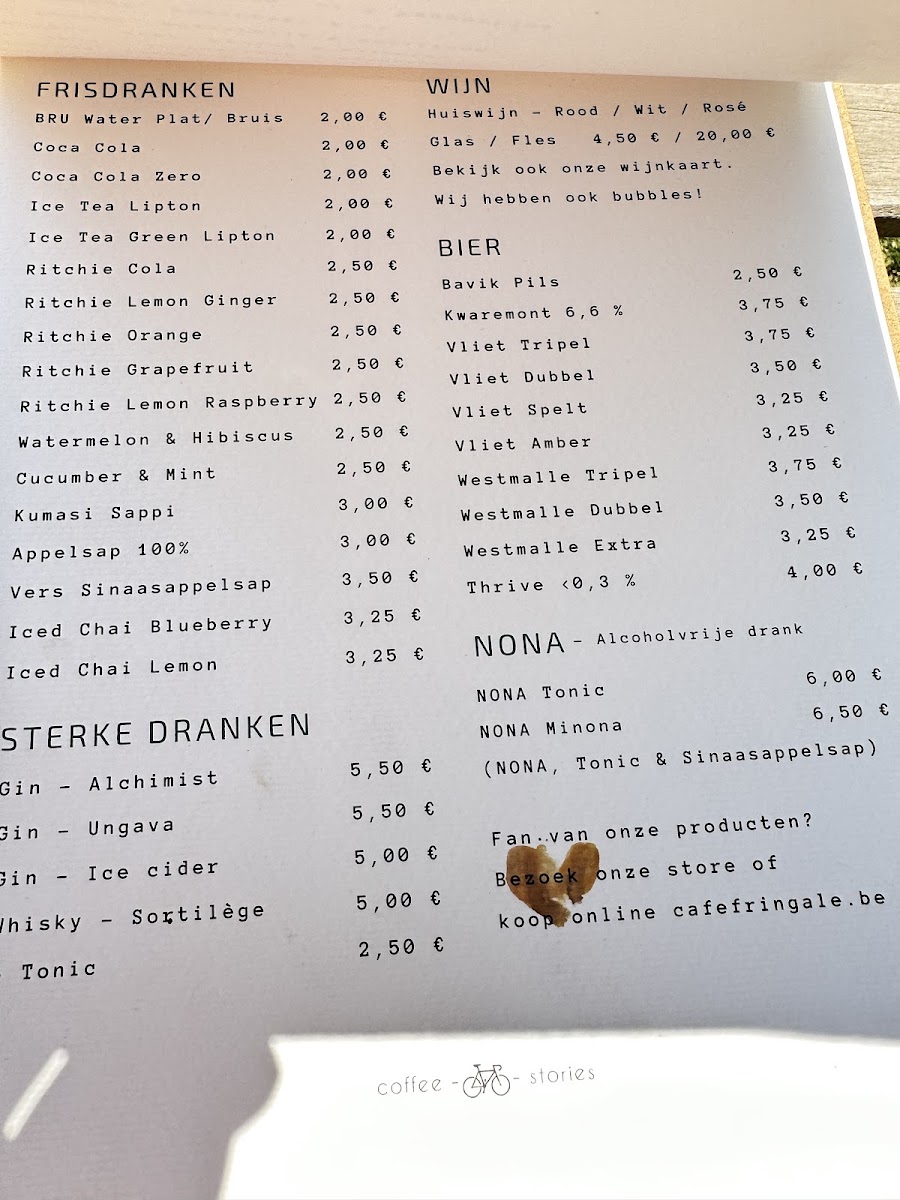 FRISDRANKEN
BRU Water Plat/ Bruis 2,00 €
Coca Cola 2,00 €
Coca Cola Zero 2,00 €
Ice Tea Lipton 2,00 €
Ice Tea Green Lipton 2,00 €
Ritchie Cola 2,50 €
Ritchie Lemon Ginger 2,50 €
Ritchie Orange 2,50 €
Ritchie Grapefruit 2,50 €
Ritchie Lemon Raspberry 2,50 €
Watermelon & Hibiscus 2,50 €
Cucumber & Mint 2,50 €
Kumasi Sappi 3,00 €
Appelsap 100% 3,00 €
Vers Sinaasappelsap 3,50 €
Iced Chai Blueberry 3,25 €
Iced Chai Lemon 3,25 €
STERKE DRANKEN
Gin - Alchimist 5,50 €
Gin - Ungava 5,50 €
Gin - Ice cider 5,00 €
Whisky - Sortilège 5,00 €
Tonic 2,50 €
WIJN
Huiswijn - Rood / Wit / Rosé
Glas / Fles 4,50 € / 20,00 €
Bekijk ook onze wijnkaart.
Wij hebben ook bubbles!
BIER
Bavik Pils 2,50 €
Kwaremont 6,6 % 3,75 €
Vliet Tripel 3,75 €
Vliet Dubbel 3,50 €
Vliet Spelt 3,25 €
Vliet Amber 3,25 €
Westmalle Tripel 3,75 €
Westmalle Dubbel 3,50 €
Westmalle Extra 3,25 €
Thrive <0,3 % 4,00 €
NONA - Alcoholvrije drank
NONA Tonic 6,00 €
NONA Minona 6,50 €
(NONA, Tonic & Sinaasappelsap)
Fan van onze producten?
Bezoek onze store of
koop online cafefringale.be
coffee - - stories